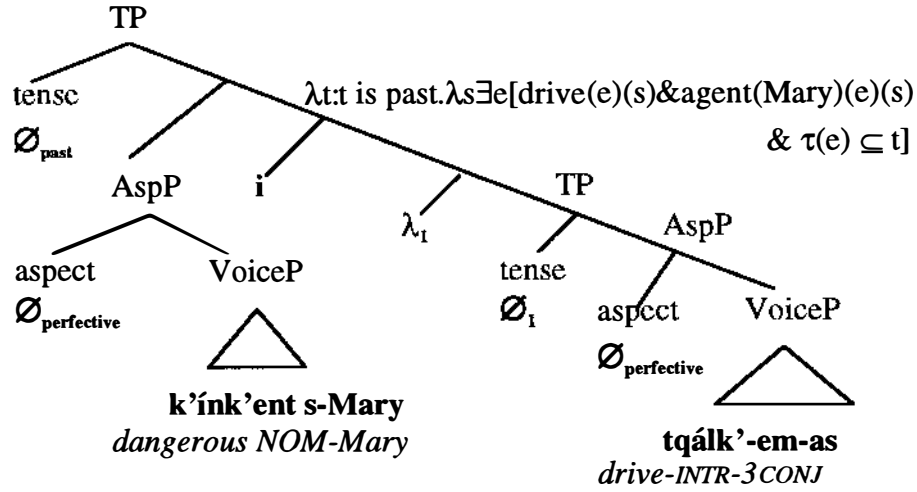 TP
tense
λt:t is past.λs∃e[drive(e)(s)&agent(Mary)(e)(s)
& τ(e) ⊆ t]
∅past
AspP
i
TP
λ1
AspP
aspect
VoiceP
tense
∅perfective
∅1
aspect
VoiceP
∅perfective
k’ínk’ent s-Mary
dangerous NOM-Mary
tqálk’-em-as
drive-INTR-3CONJ